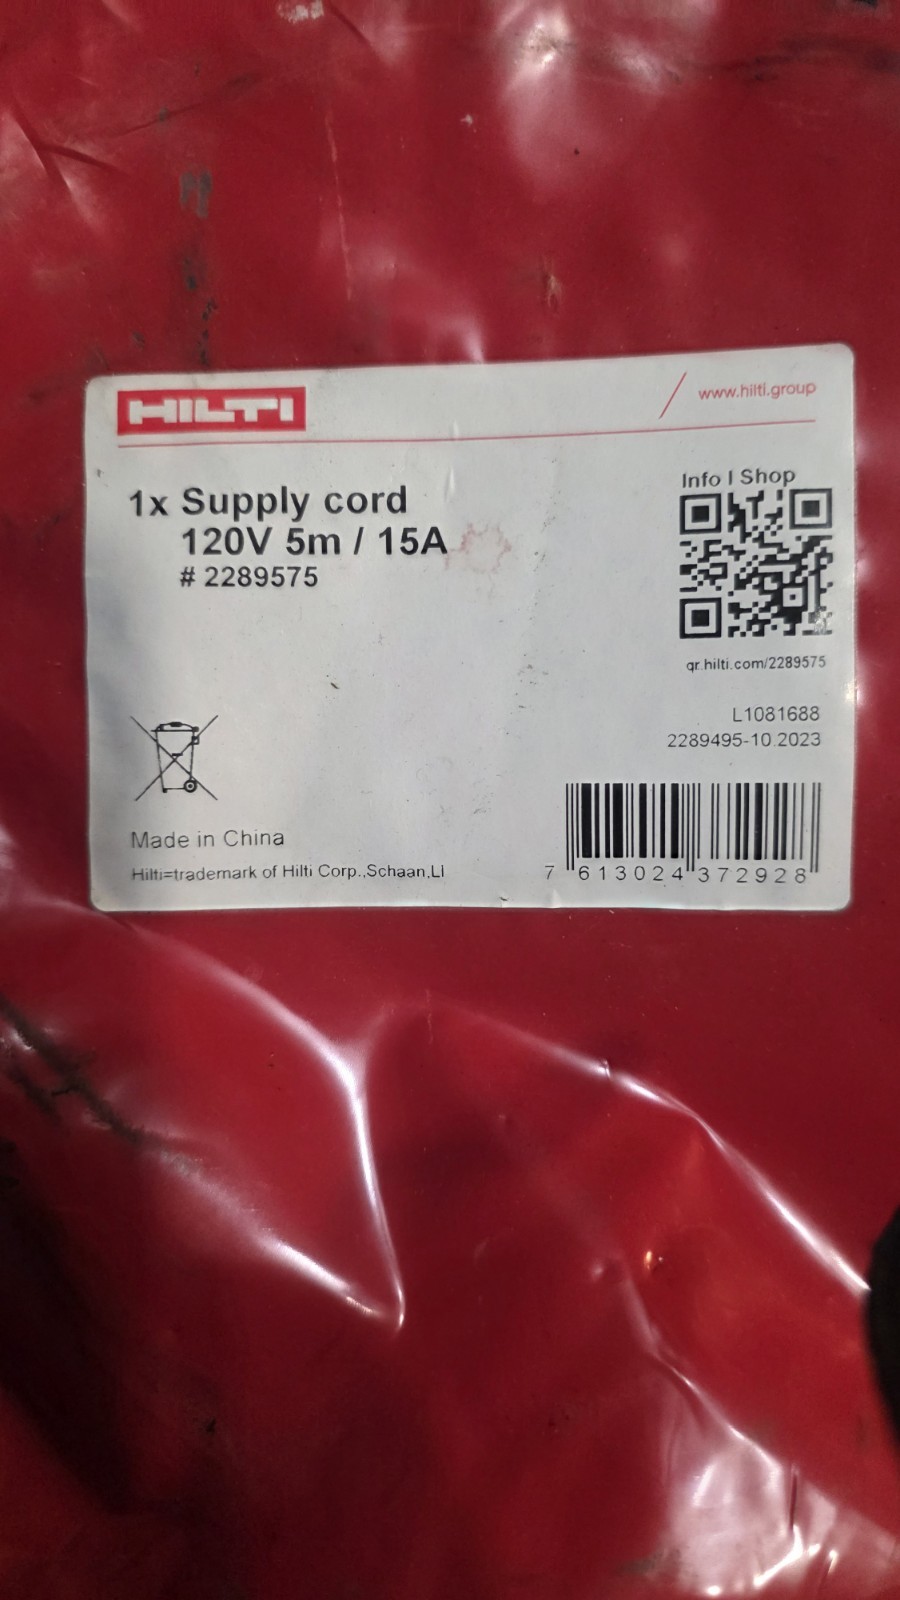 HILTI
www.hilti.group
1x Supply cord
120V 5m / 15A
# 2289575
Info I Shop
qr.hilti.com/2289575
L1081688
2289495-10.2023
Made in China
Hilti=trademark of Hilti Corp.,Schaan,LI
7 613024 372928